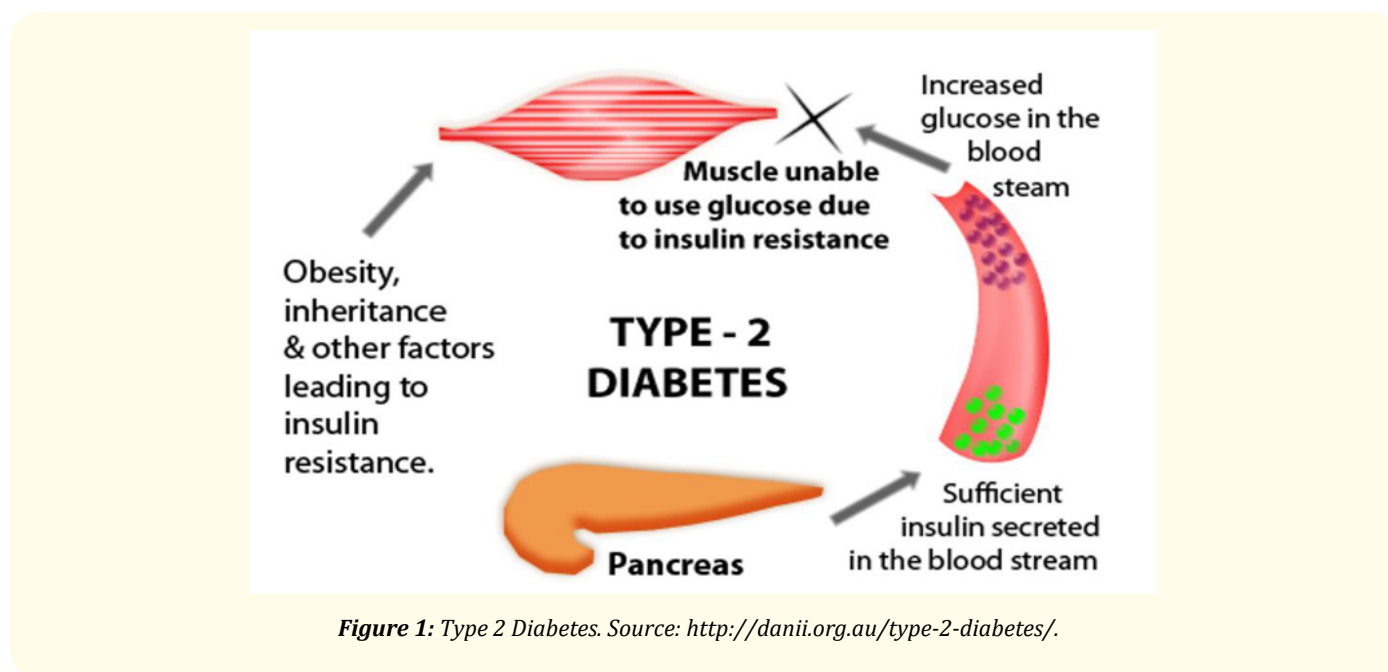 Increased
glucose in the
blood
steam
Muscle unable
to use glucose due
to insulin resistance
Obesity,
inheritance
& other factors
leading to
insulin
resistance.
TYPE - 2
DIABETES
Pancreas
Sufficient
insulin secreted
in the blood stream
Figure 1: Type 2 Diabetes. Source: http://danii.org.au/type-2-diabetes/.